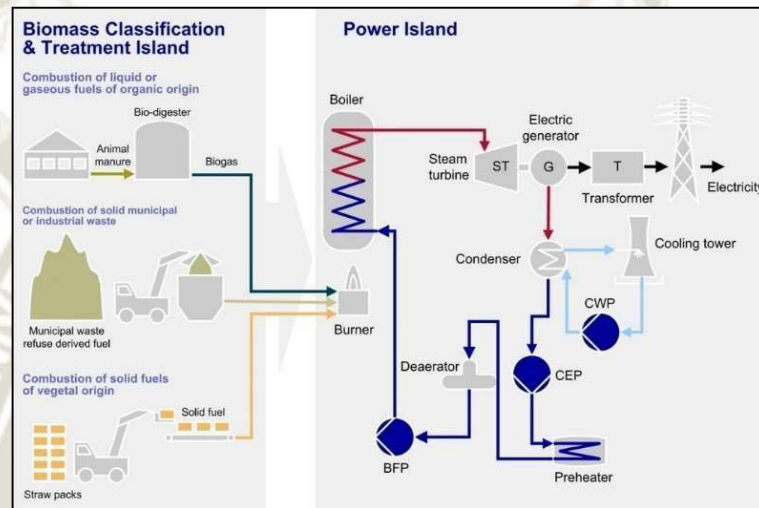 Biomass Classification
& Treatment Island
Combustion of liquid or
gaseous fuels of organic origin
Bio-digester
Animal
manure
Biogas
Combustion of solid municipal
or industrial waste
Municipal waste
refuse derived fuel
Combustion of solid fuels
of vegetal origin
Solid fuel
Straw packs
Power Island
Boiler
Burner
Steam
turbine
ST
Electric
generator
G
T
Transformer
Electricity
Condenser
Cooling tower
CWP
CEP
Deaerator
BFP
Preheater